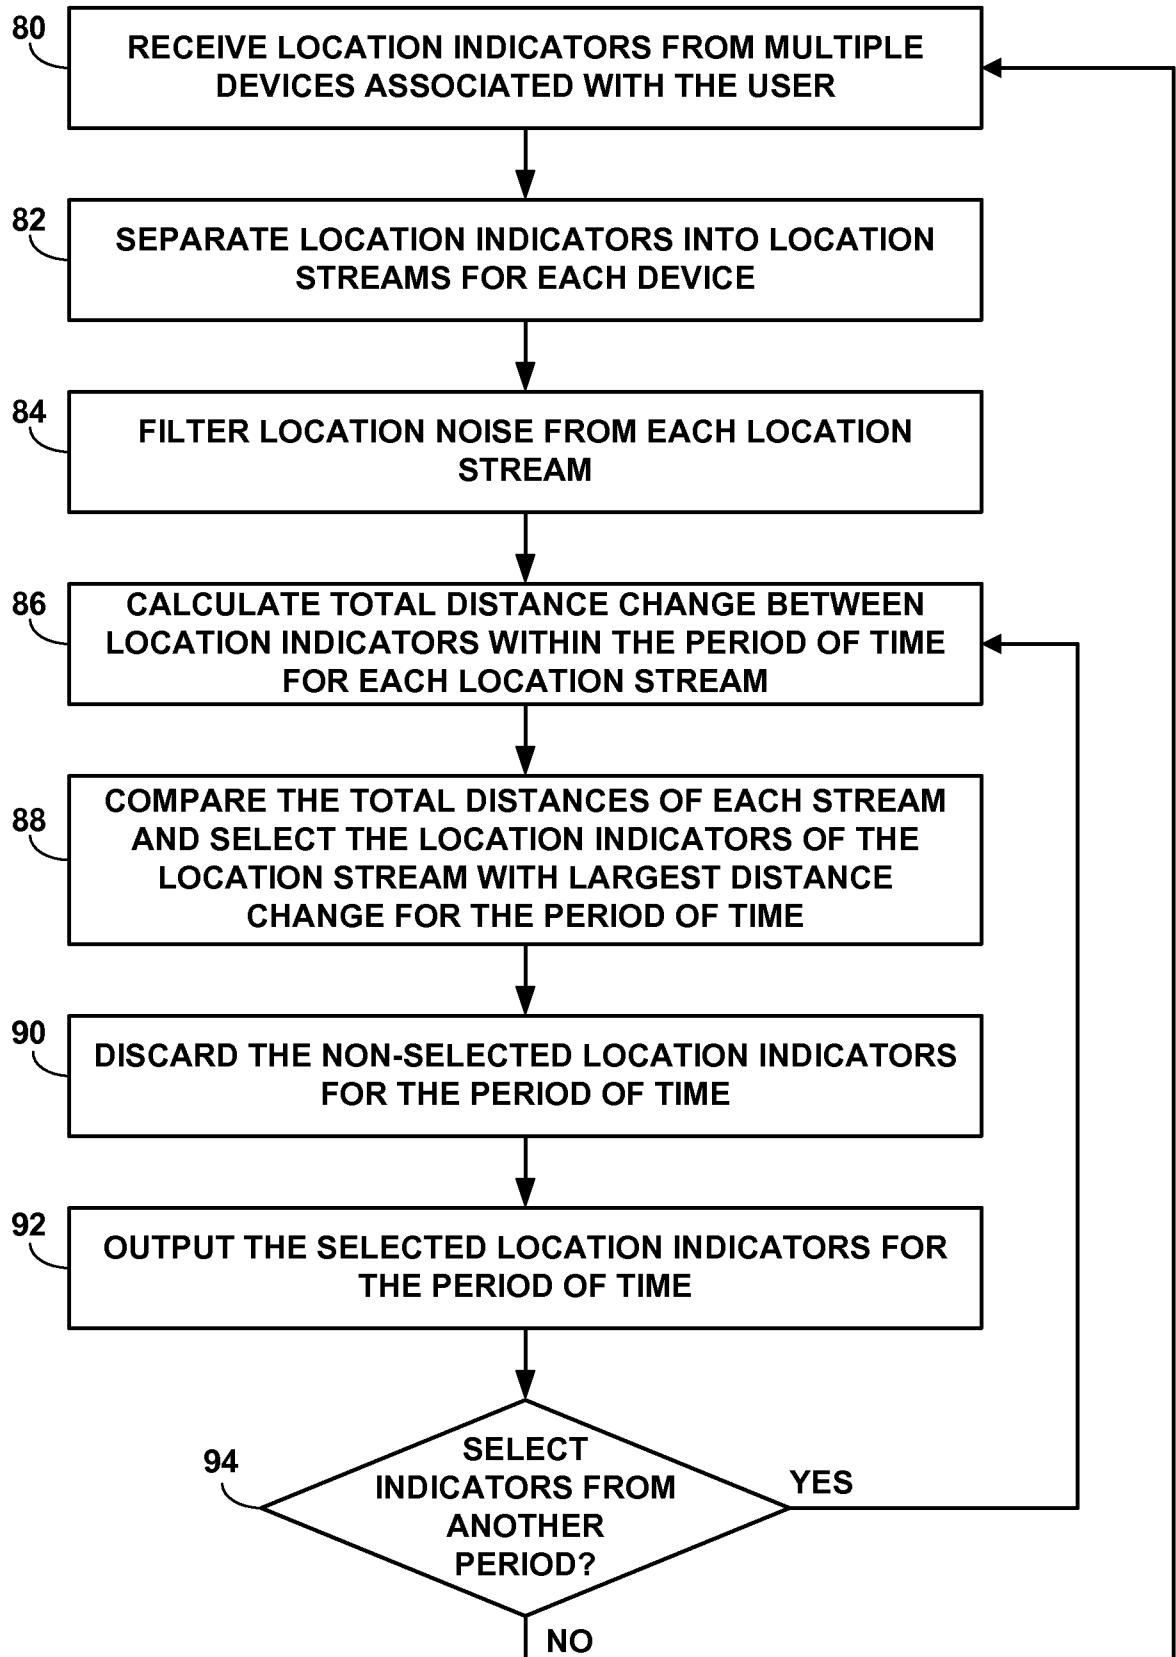 80
RECEIVE LOCATION INDICATORS FROM MULTIPLE
DEVICES ASSOCIATED WITH THE USER
82
SEPARATE LOCATION INDICATORS INTO LOCATION
STREAMS FOR EACH DEVICE
84
FILTER LOCATION NOISE FROM EACH LOCATION
STREAM
86
CALCULATE TOTAL DISTANCE CHANGE BETWEEN
LOCATION INDICATORS WITHIN THE PERIOD OF TIME
FOR EACH LOCATION STREAM
88
COMPARE THE TOTAL DISTANCES OF EACH STREAM
AND SELECT THE LOCATION INDICATORS OF THE
LOCATION STREAM WITH LARGEST DISTANCE
CHANGE FOR THE PERIOD OF TIME
90
DISCARD THE NON-SELECTED LOCATION INDICATORS
FOR THE PERIOD OF TIME
92
OUTPUT THE SELECTED LOCATION INDICATORS FOR
THE PERIOD OF TIME
94
SELECT
INDICATORS FROM
ANOTHER
PERIOD?
YES
NO